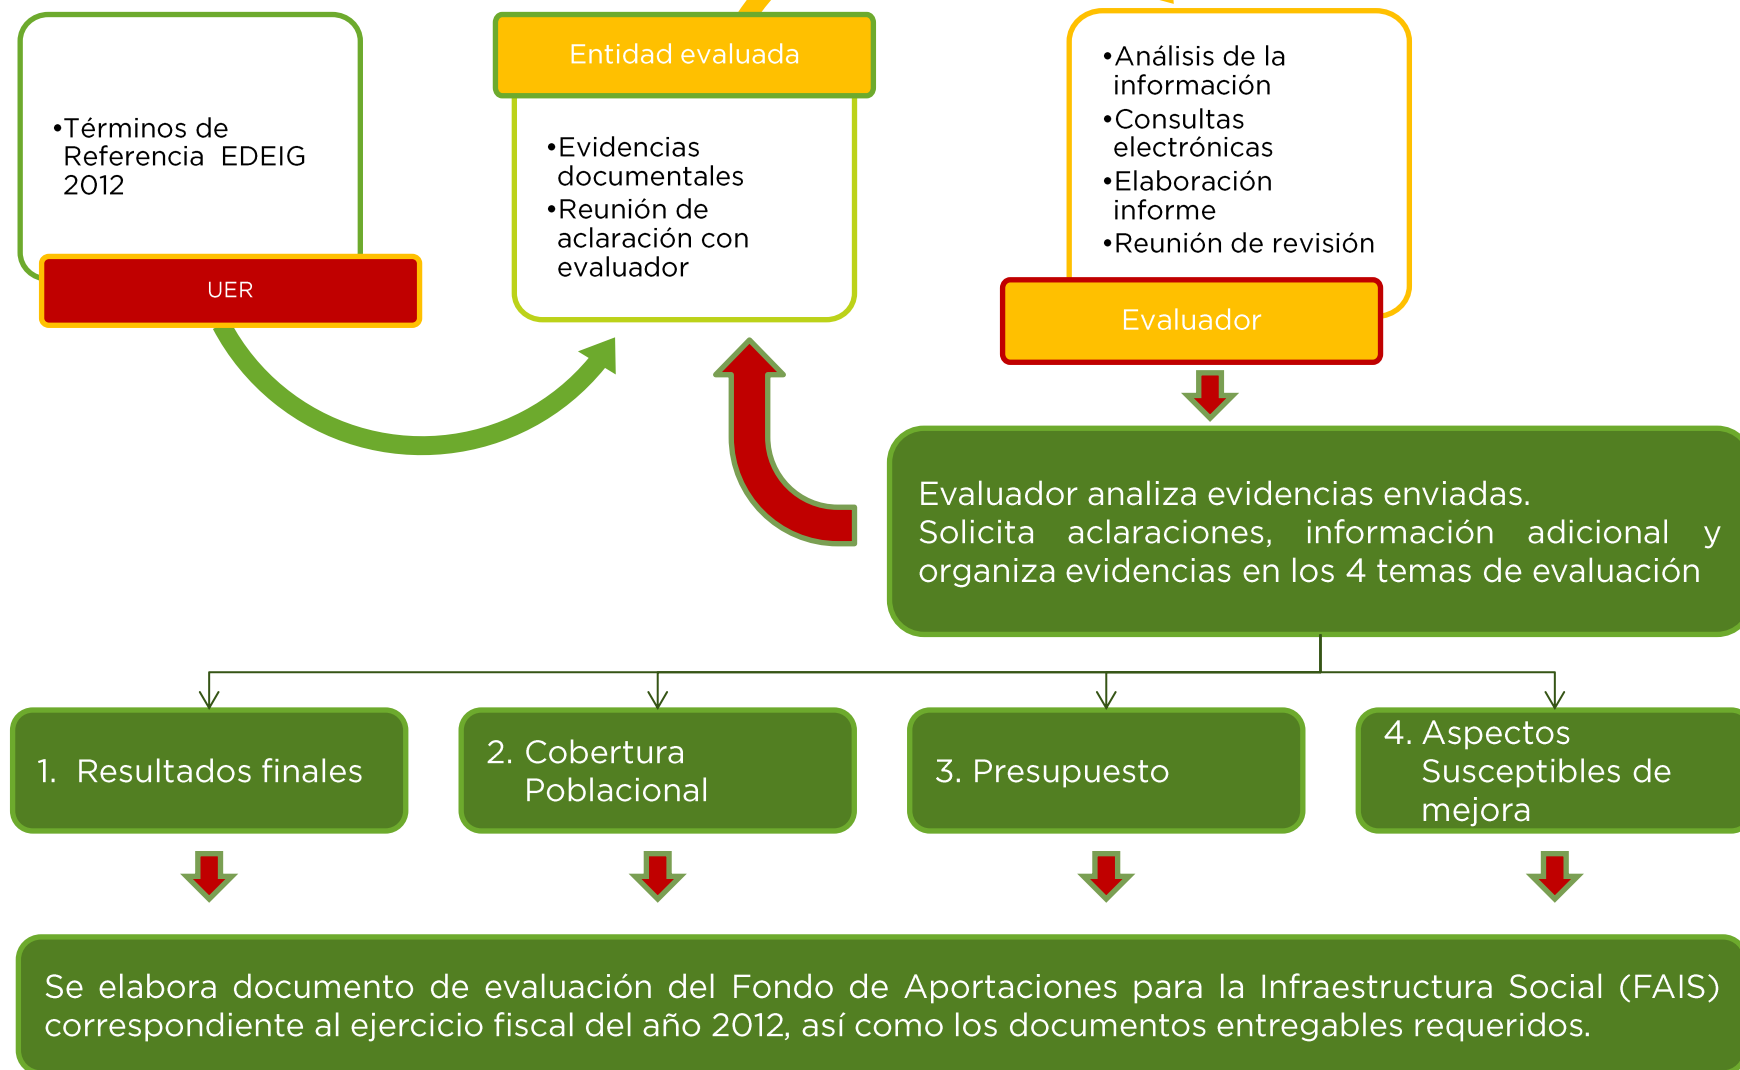 •Términos de
Referencia EDEIG
2012
UER
Entidad evaluada
•Evidencias
documentales
•Reunión de
aclaración con
evaluador
•Análisis de la
información
•Consultas
electrónicas
•Elaboración
informe
•Reunión de revisión
Evaluador
Evaluador analiza evidencias enviadas.
Solicita aclaraciones, información adicional y
organiza evidencias en los 4 temas de evaluación
1. Resultados finales
2. Cobertura
Poblacional
3. Presupuesto
4. Aspectos
Susceptibles de
mejora
Se elabora documento de evaluación del Fondo de Aportaciones para la Infraestructura Social (FAIS)
correspondiente al ejercicio fiscal del año 2012, así como los documentos entregables requeridos.